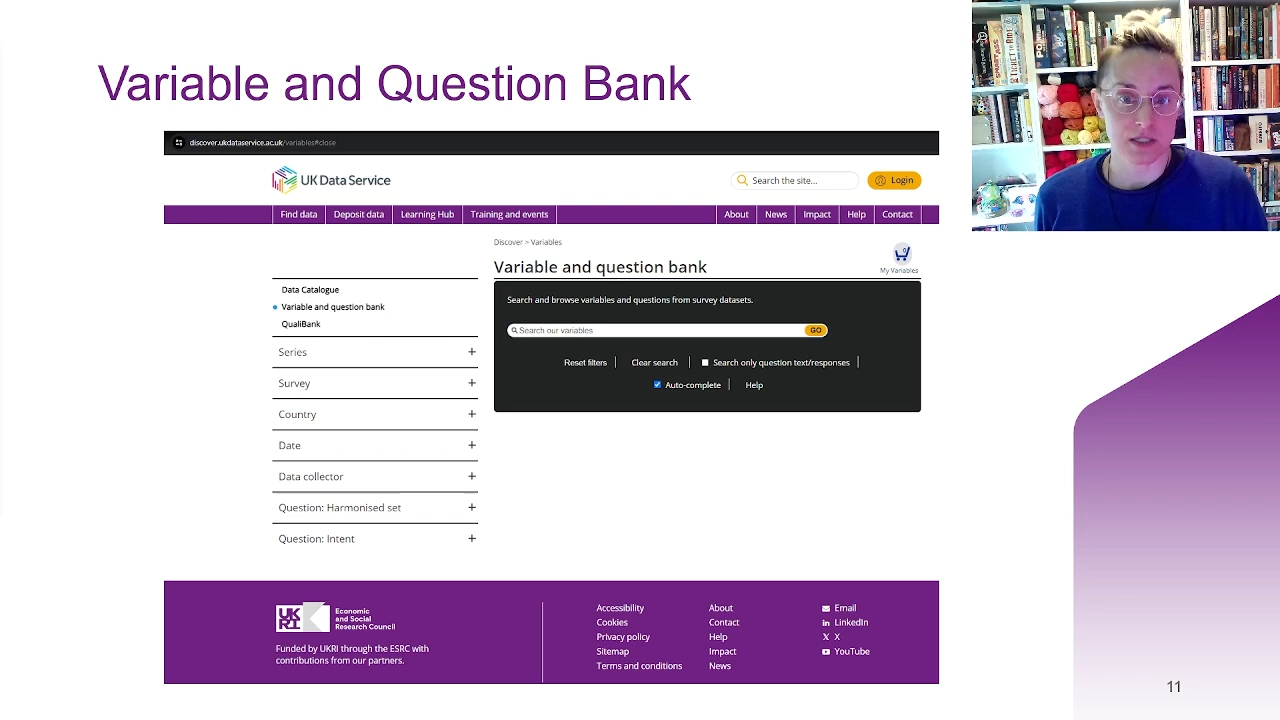 Variable and Question Bank
discover.ukdataservice.ac.uk/variables#close
UK Data Service
Search the site...
Login
Find data
Deposit data
Learning Hub
Training and events
About
News
Impact
Help
Contact
Discover > Variables
Variable and question bank
0
My Variables
Data Catalogue
Variable and question bank
QualiBank
Series +
Survey +
Country +
Date +
Data collector +
Question: Harmonised set +
Question: Intent +
Search and browse variables and questions from survey datasets.
Search our variables
GO
Reset filters
Clear search
Search only question text/responses
Auto-complete
Help
UK
RI
Economic
and Social
Research Council
Funded by UKRI through the ESRC with
contributions from our partners.
Accessibility
Cookies
Privacy policy
Sitemap
Terms and conditions
About
Contact
Help
Impact
News
Email
LinkedIn
X
YouTube
11
TICKET TO RIDE